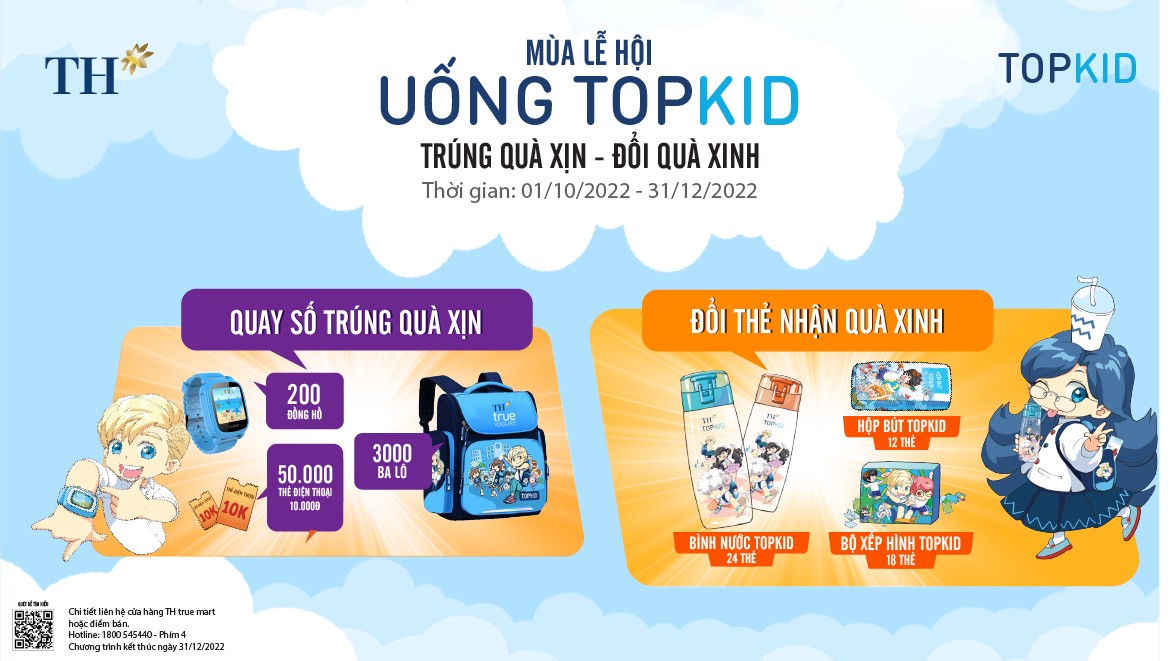 TH
MÙA LỄ HỘI
UỐNG TOPKID
TRÚNG QUÀ XỊN - ĐỔI QUÀ XINH
Thời gian: 01/10/2022 - 31/12/2022
TOPKID
QUAY SỐ TRÚNG QUÀ XỊN
200
ĐỒNG HỒ
50.000
THẺ ĐIỆN THOẠI
10.000Đ
3000
BA LÔ
THẺ ĐIỆN THOẠI
10K
10K
TH
true
YOGURT
TOPKID
ĐỔI THẺ NHẬN QUÀ XINH
TH
TOPKID
TH
TOPKID
BÌNH NƯỚC TOPKID
24 THẺ
HỘP BÚT TOPKID
12 THẺ
BỘ XẾP HÌNH TOPKID
18 THẺ
Chi tiết liên hệ cửa hàng TH true mart
hoặc điểm bán.
Hotline: 1800 545440 - Phím 4
Chương trình kết thúc ngày 31/12/2022